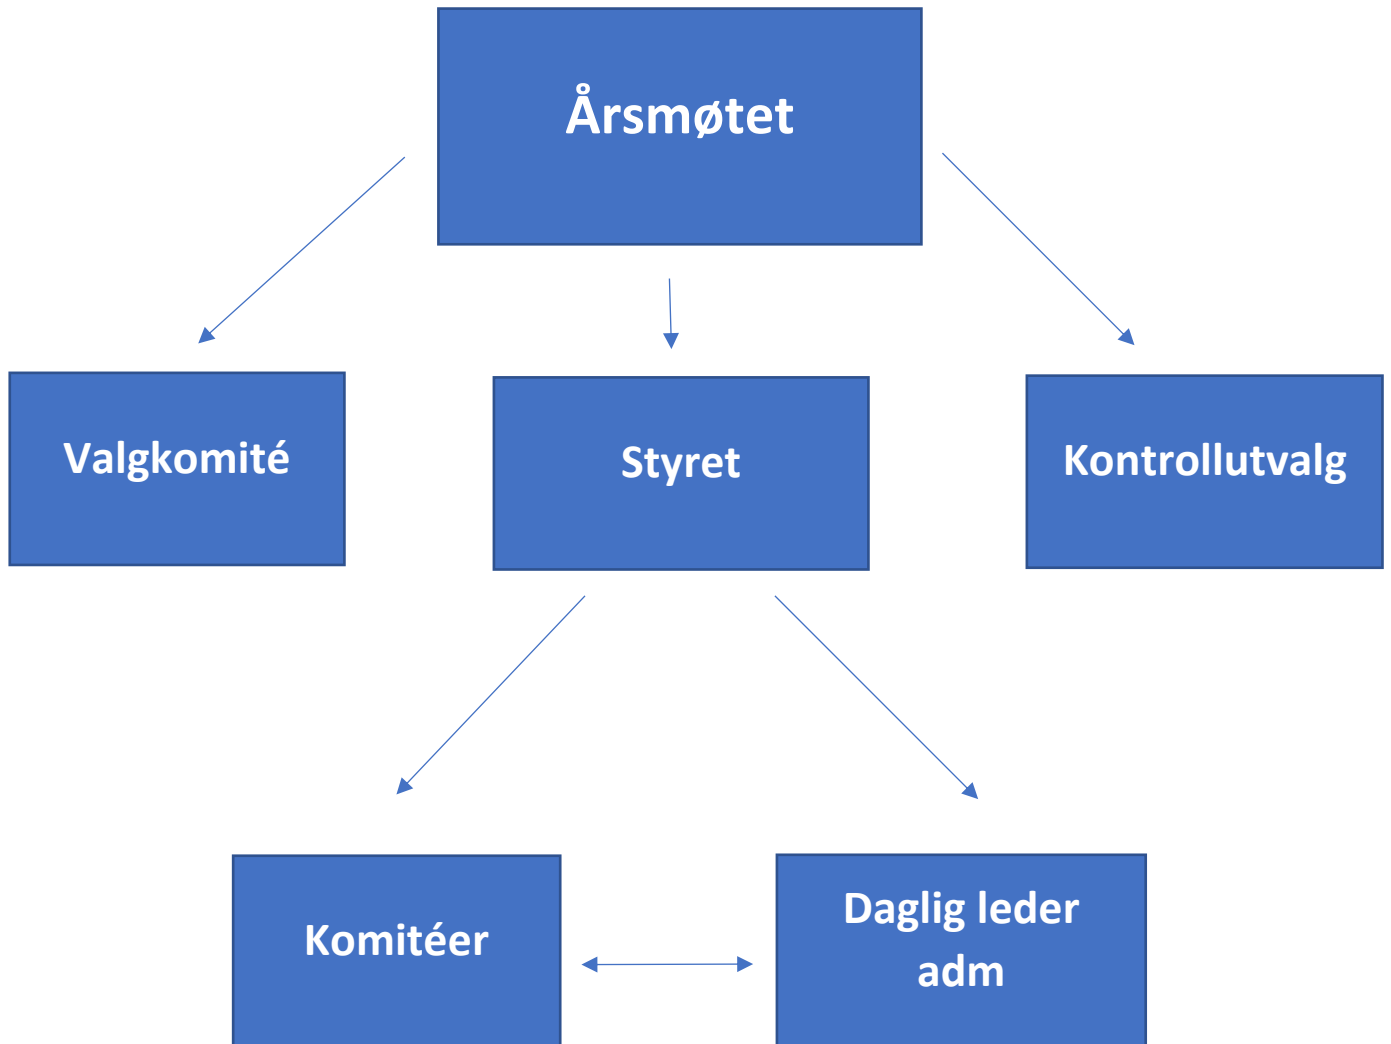 Årsmøtet
Valgkomité
Styret
Kontrollutvalg
Komitéer
Daglig leder
adm